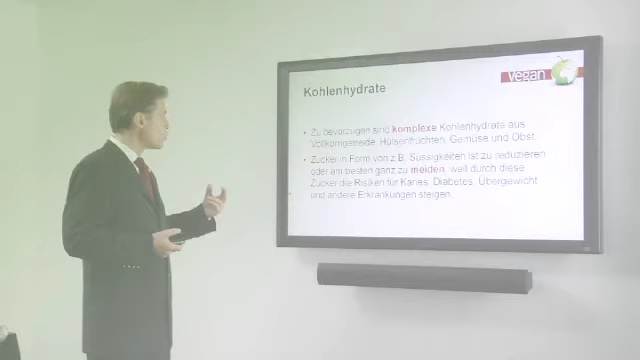 vegan
Kohlenhydrate
• Zu bevorzugen sind komplexe Kohlenhydrate aus
Vollkorngetreide, Hülsenfrüchten, Gemüse und Obst.
• Zucker in Form von z.B. Süssigkeiten ist zu reduzieren
oder am besten ganz zu meiden, weil durch diese
Zucker die Risiken für Karies, Diabetes, Übergewicht
und andere Erkrankungen steigen.